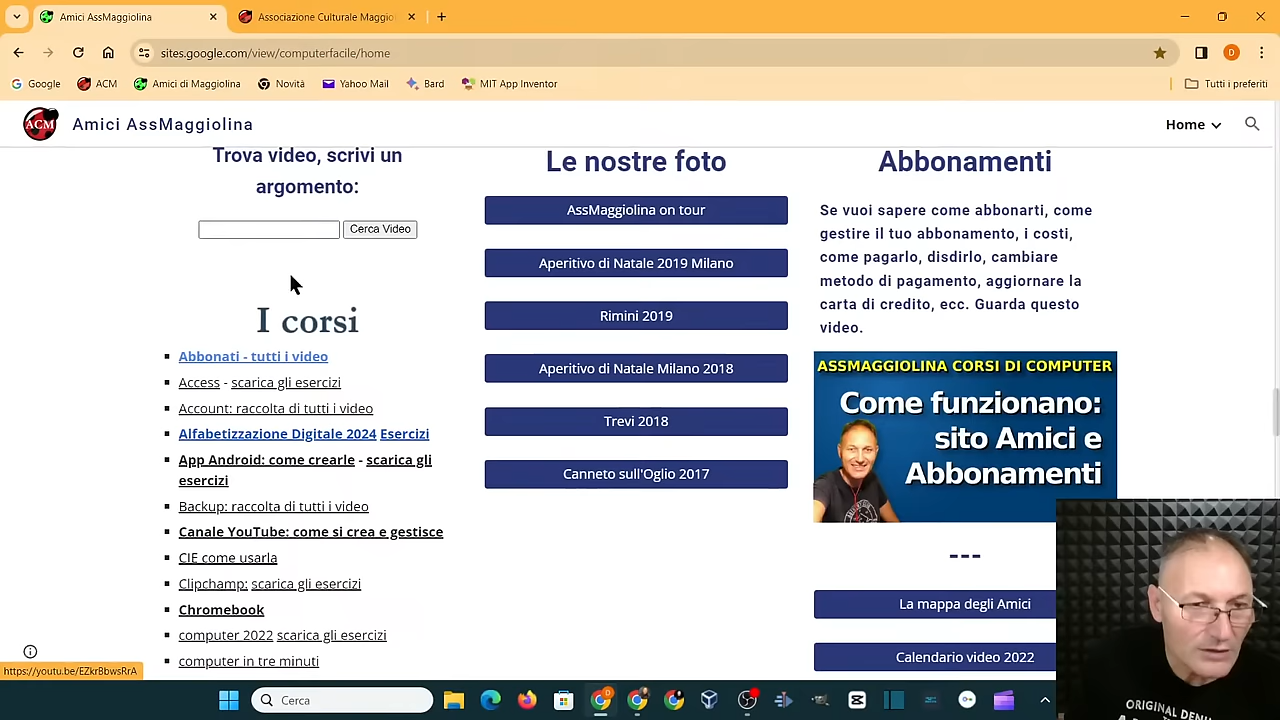 Amici AssMaggiolina
Associazione Culturale Maggio
sites.google.com/view/computerfacile/home
D
Google
ACM
Amici di Maggiolina
Novità
Yahoo Mail
Bard
MIT App Inventor
Tutti i preferiti
ACM
Amici AssMaggiolina
Home
Trova video, scrivi un
argomento:
Cerca Video
I corsi
Abbonati - tutti i video
Access - scarica gli esercizi
Account: raccolta di tutti i video
Alfabetizzazione Digitale 2024 Esercizi
App Android: come crearle - scarica gli
esercizi
Backup: raccolta di tutti i video
Canale YouTube: come si crea e gestisce
CIE come usarla
Clipchamp: scarica gli esercizi
Chromebook
computer 2022 scarica gli esercizi
computer in tre minuti
Le nostre foto
AssMaggiolina on tour
Aperitivo di Natale 2019 Milano
Rimini 2019
Aperitivo di Natale Milano 2018
Trevi 2018
Canneto sull'Oglio 2017
Abbonamenti
Se vuoi sapere come abbonarti, come
gestire il tuo abbonamento, i costi,
come pagarlo, disdirlo, cambiare
metodo di pagamento, aggiornare la
carta di credito, ecc. Guarda questo
video.
ASSMAGGIOLINA CORSI DI COMPUTER
Come funzionano:
sito Amici e
Abbonamenti
---
La mappa degli Amici
Calendario video 2022
https://youtu.be/EZkrBbwsRrA
Cerca
ORIGINAL DENI